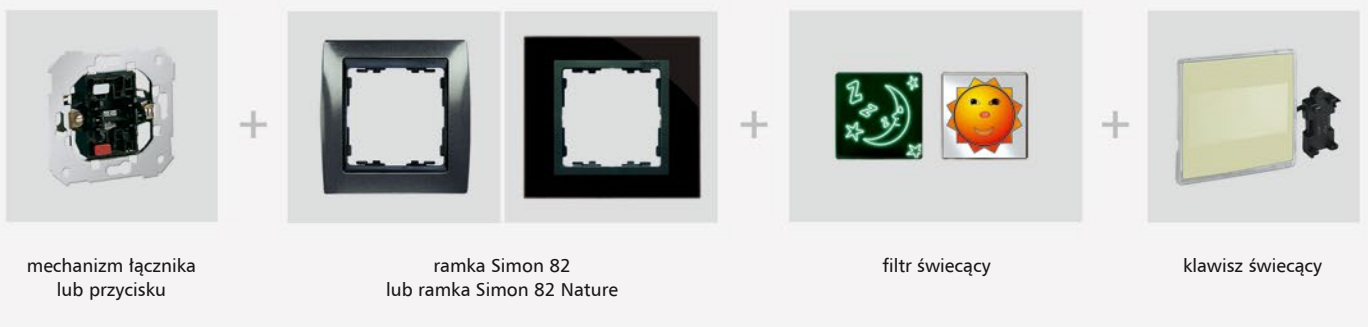 mechanizm łącznika
lub przycisku
ramka Simon 82
lub ramka Simon 82 Nature
filtr świecący
klawisz świecący